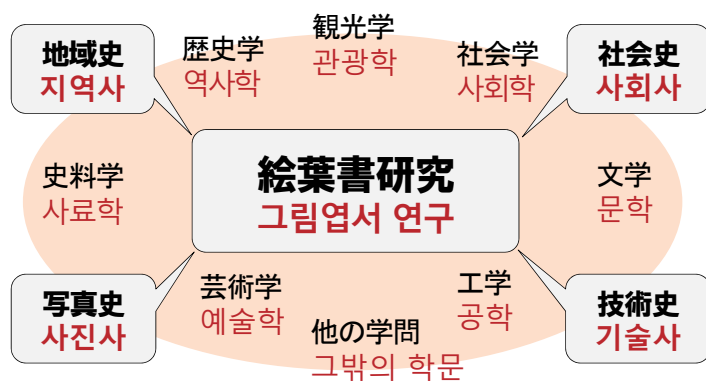 地域史
지역사
歴史学
역사학
観光学
관광학
社会学
사회학
社会史
사회사
史料学
사료학
絵葉書研究
그림엽서 연구
文学
문학
写真史
사진사
芸術学
예술학
他の学問
그밖의 학문
工学
공학
技術史
기술사